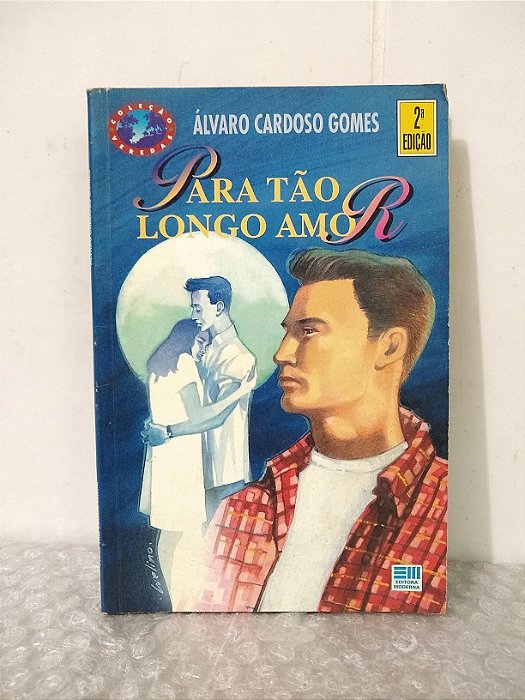 COLEÇÃO
VEREDAS
ÁLVARO CARDOSO GOMES
2ª
EDIÇÃO
PARA TÃO
LONGO AMOR
EDITORA
MODERNA